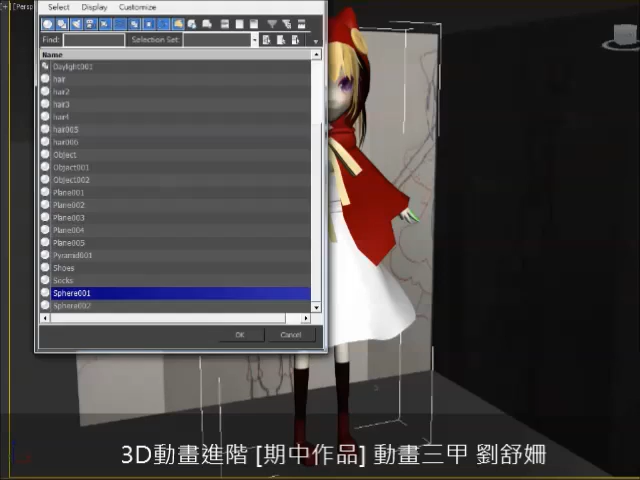 [+][Persp
Select Display Customize
Find: Selection Set:
Name
Daylight001
hair
hair2
hair3
hair4
hair005
hair006
Object
Object001
Object002
Plane001
Plane002
Plane003
Plane004
Plane005
Pyramid001
Shoes
Socks
Sphere001
Sphere002
OK Cancel
3D動畫進階 [期中作品] 動畫三甲 劉舒姍